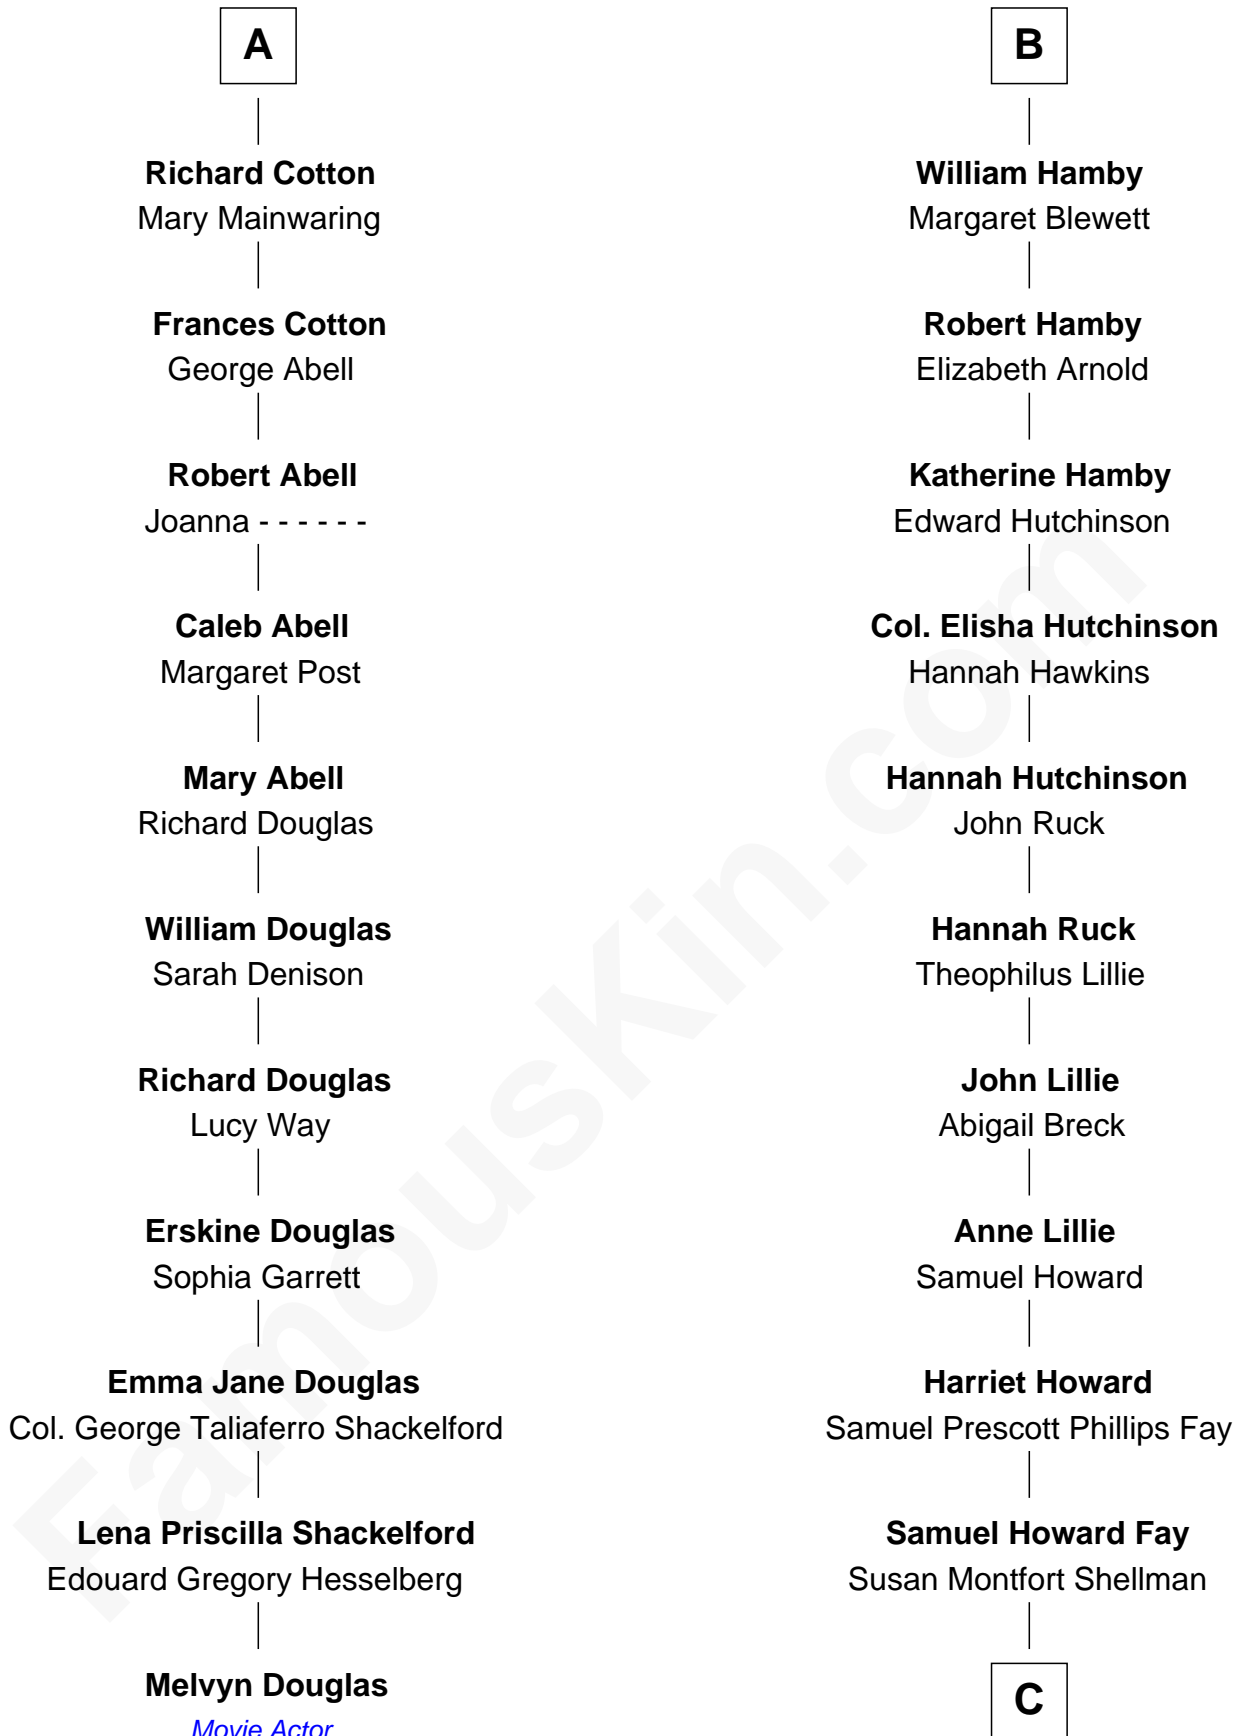 A
Richard Cotton
Mary Mainwaring
Frances Cotton
George Abell
Robert Abell
Joanna - - - - - -
Caleb Abell
Margaret Post
Mary Abell
Richard Douglas
William Douglas
Sarah Denison
Richard Douglas
Lucy Way
Erskine Douglas
Sophia Garrett
Emma Jane Douglas
Col. George Taliaferro Shackelford
Lena Priscilla Shackelford
Edouard Gregory Hesselberg
Melvyn Douglas
Movie Actor
B
William Hamby
Margaret Blewett
Robert Hamby
Elizabeth Arnold
Katherine Hamby
Edward Hutchinson
Col. Elisha Hutchinson
Hannah Hawkins
Hannah Hutchinson
John Ruck
Hannah Ruck
Theophilus Lillie
John Lillie
Abigail Breck
Anne Lillie
Samuel Howard
Harriet Howard
Samuel Prescott Phillips Fay
Samuel Howard Fay
Susan Montfort Shellman
C
FamousKin.com